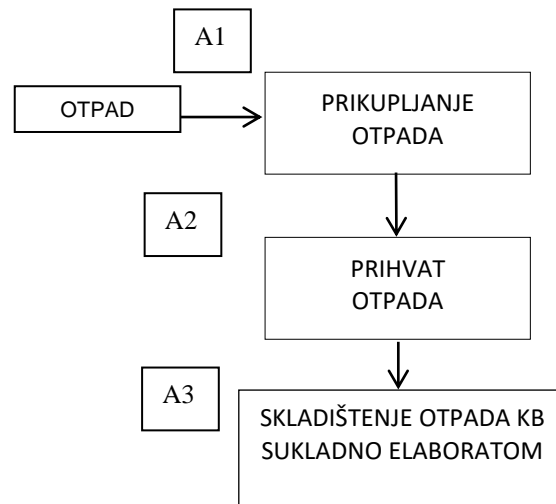 A1
OTPAD
PRIKUPLJANJE
OTPADA
A2
PRIHVAT
OTPADA
A3
SKLADIŠTENJE OTPADA KB
SUKLADNO ELABORATOM